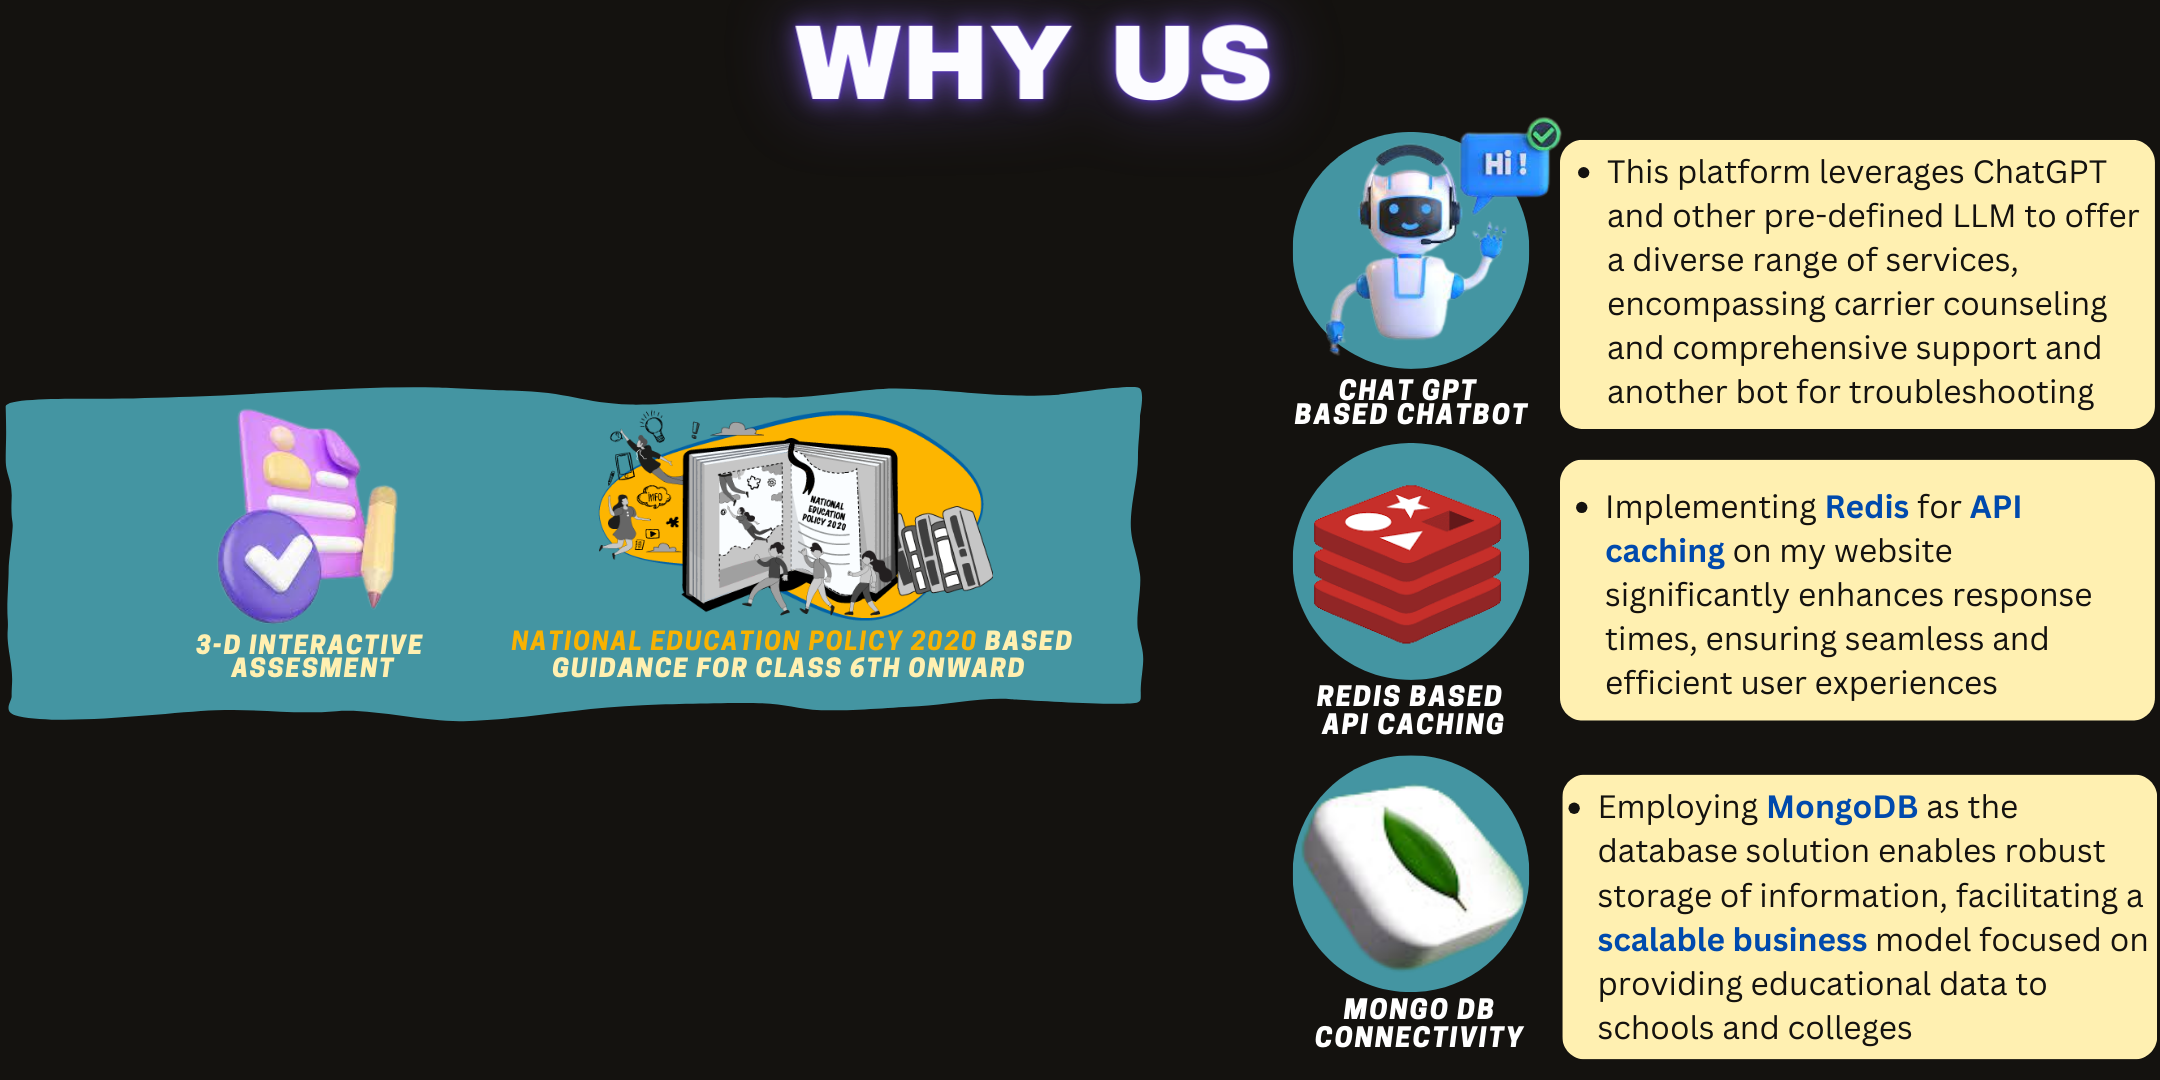 WHY US
Hi !
• This platform leverages ChatGPT
and other pre-defined LLM to offer
a diverse range of services,
encompassing carrier counseling
and comprehensive support and
another bot for troubleshooting
CHAT GPT
BASED CHATBOT
INFO
NATIONAL
EDUCATION
POLICY 2020
3-D INTERACTIVE
ASSESMENT
NATIONAL EDUCATION POLICY 2020 BASED
GUIDANCE FOR CLASS 6TH ONWARD
• Implementing Redis for API
caching on my website
significantly enhances response
times, ensuring seamless and
efficient user experiences
REDIS BASED
API CACHING
• Employing MongoDB as the
database solution enables robust
storage of information, facilitating a
scalable business model focused on
providing educational data to
schools and colleges
MONGO DB
CONNECTIVITY